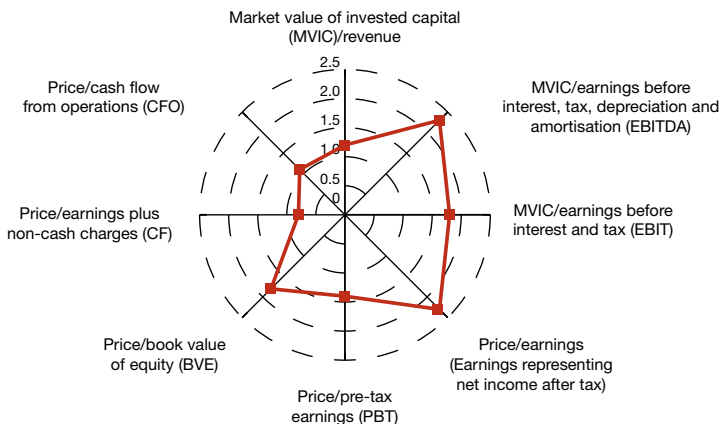 Market value of invested capital
(MVIC)/revenue
2.5
2.0
1.5
1.0
0.5
0
Price/cash flow
from operations (CFO)
MVIC/earnings before
interest, tax, depreciation and
amortisation (EBITDA)
Price/earnings plus
non-cash charges (CF)
MVIC/earnings before
interest and tax (EBIT)
Price/book value
of equity (BVE)
Price/earnings
(Earnings representing
net income after tax)
Price/pre-tax
earnings (PBT)